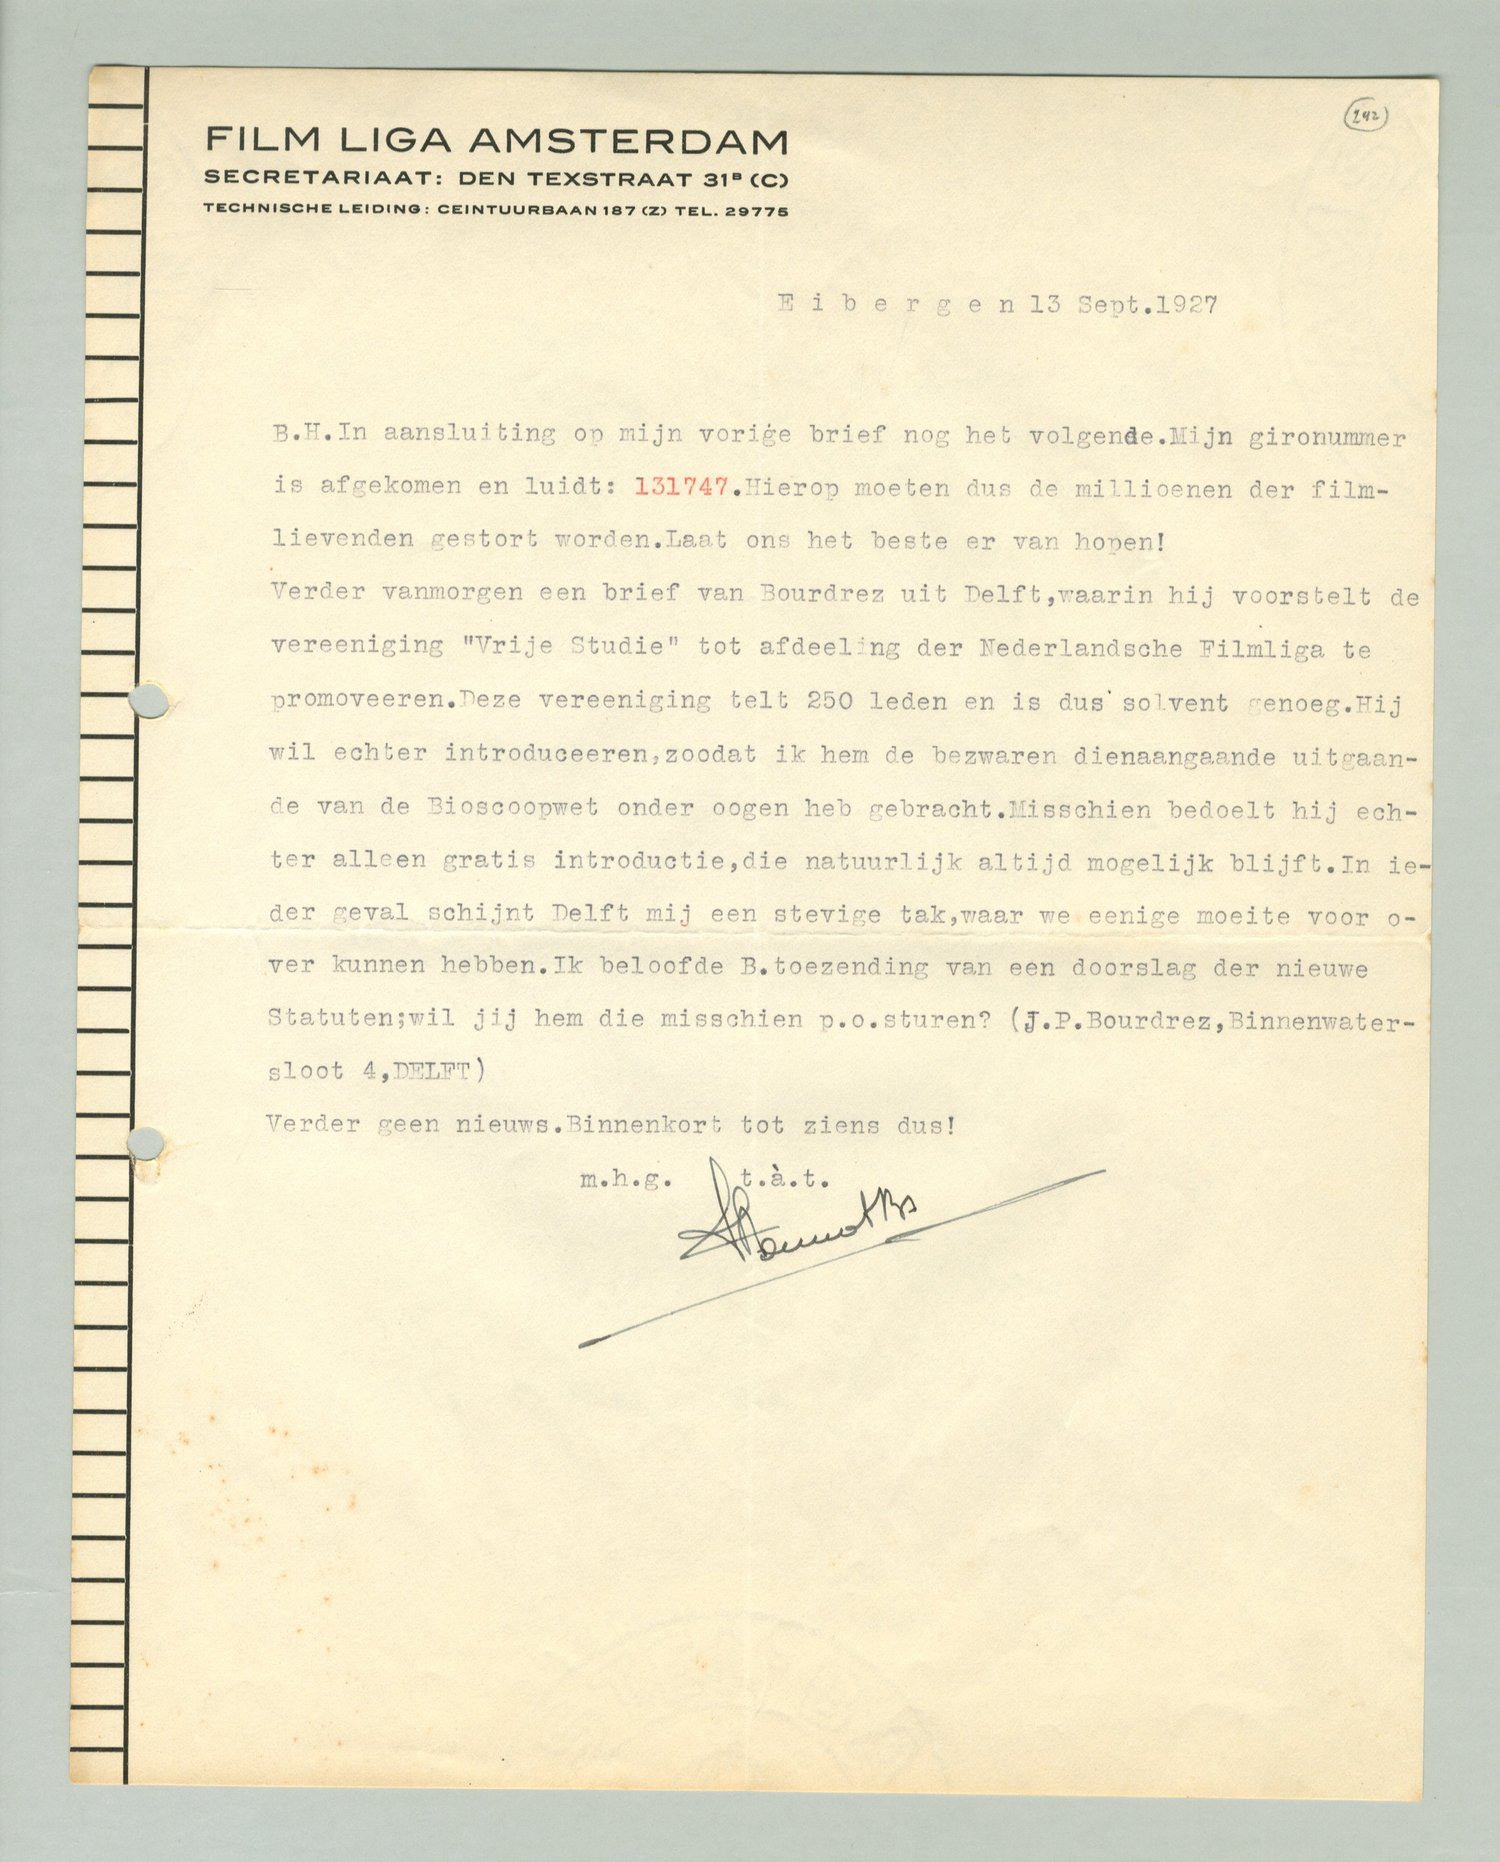 242
FILM LIGA AMSTERDAM
SECRETARIAAT: DEN TEXSTRAAT 31ᴮ (C)
TECHNISCHE LEIDING: CEINTUURBAAN 187 (Z) TEL. 29775
E i b e r g e n 13 Sept.1927
B.H.In aansluiting op mijn vorige brief nog het volgende.Mijn gironummer
is afgekomen en luidt: 131747.Hierop moeten dus de millioenen der film-
lievenden gestort worden.Laat ons het beste er van hopen!
Verder vanmorgen een brief van Bourdrez uit Delft,waarin hij voorstelt de
vereeniging "Vrije Studie" tot afdeeling der Nederlandsche Filmliga te
promoveeren.Deze vereeniging telt 250 leden en is dus solvent genoeg.Hij
wil echter introduceeren,zoodat ik hem de bezwaren dienaangaande uitgaan-
de van de Bioscoopwet onder oogen heb gebracht.Misschien bedoelt hij ech-
ter alleen gratis introductie,die natuurlijk altijd mogelijk blijft.In ie-
der geval schijnt Delft mij een stevige tak,waar we eenige moeite voor o-
ver kunnen hebben.Ik beloofde B.toezending van een doorslag der nieuwe
Statuten;wil jij hem die misschien p.o.sturen? (J.P.Bourdrez,Binnenwater-
sloot 4,DELFT)
Verder geen nieuws.Binnenkort tot ziens dus!
m.h.g. t.à.t.